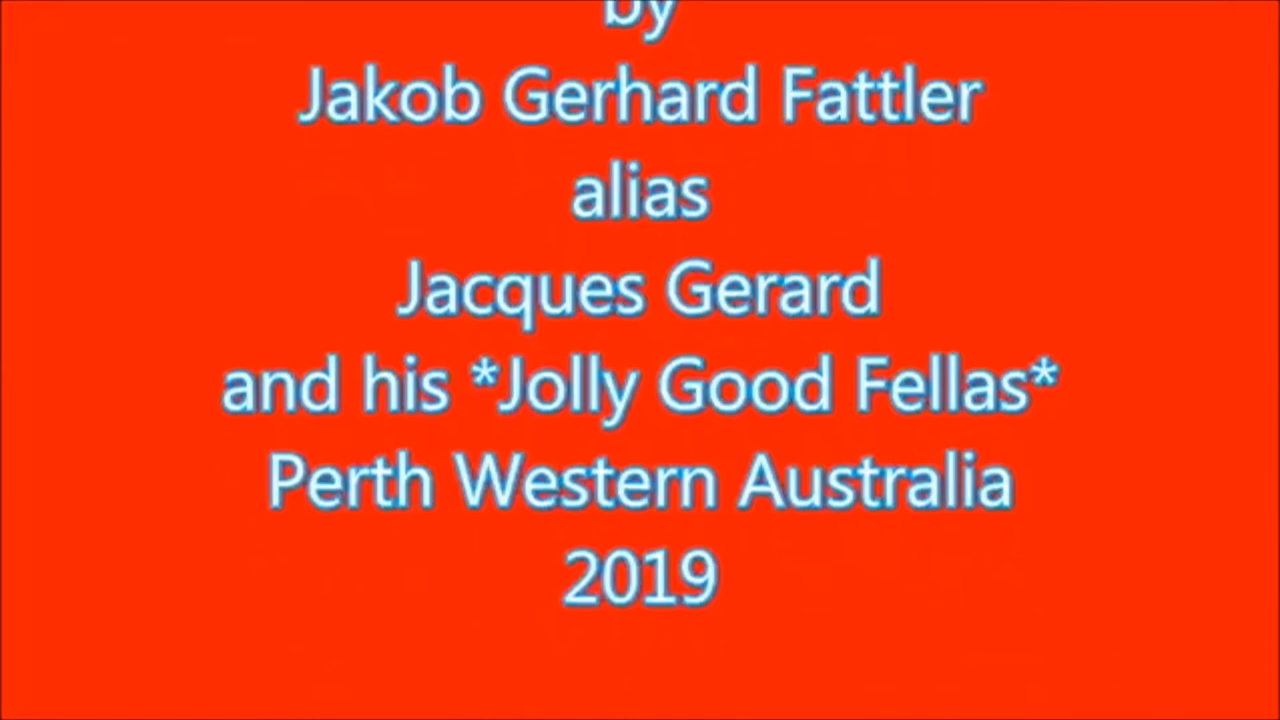 by
Jakob Gerhard Fattler
alias
Jacques Gerard
and his *Jolly Good Fellas*
Perth Western Australia
2019